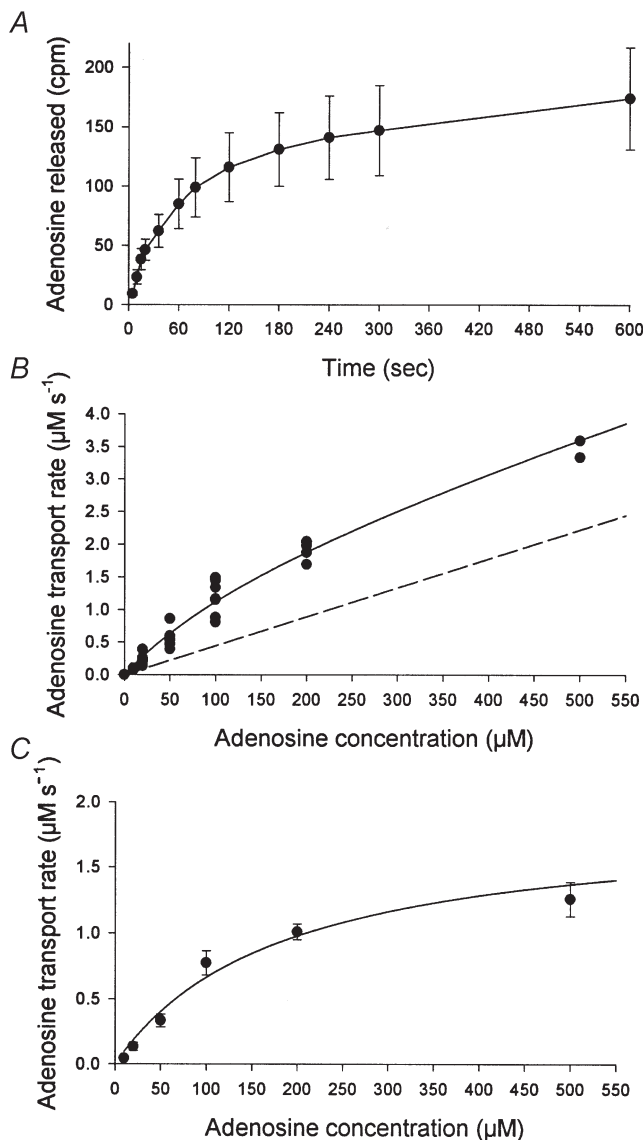 A
Adenosine released (cpm)
200
150
100
50
0
0 60 120 180 240 300 360 420 480 540 600
Time (sec)
B
Adenosine transport rate (µM s⁻¹)
4.0
3.5
3.0
2.5
2.0
1.5
1.0
0.5
0.0
0 50 100 150 200 250 300 350 400 450 500 550
Adenosine concentration (µM)
C
Adenosine transport rate (µM s⁻¹)
2.0
1.5
1.0
0.5
0.0
0 50 100 150 200 250 300 350 400 450 500 550
Adenosine concentration (µM)